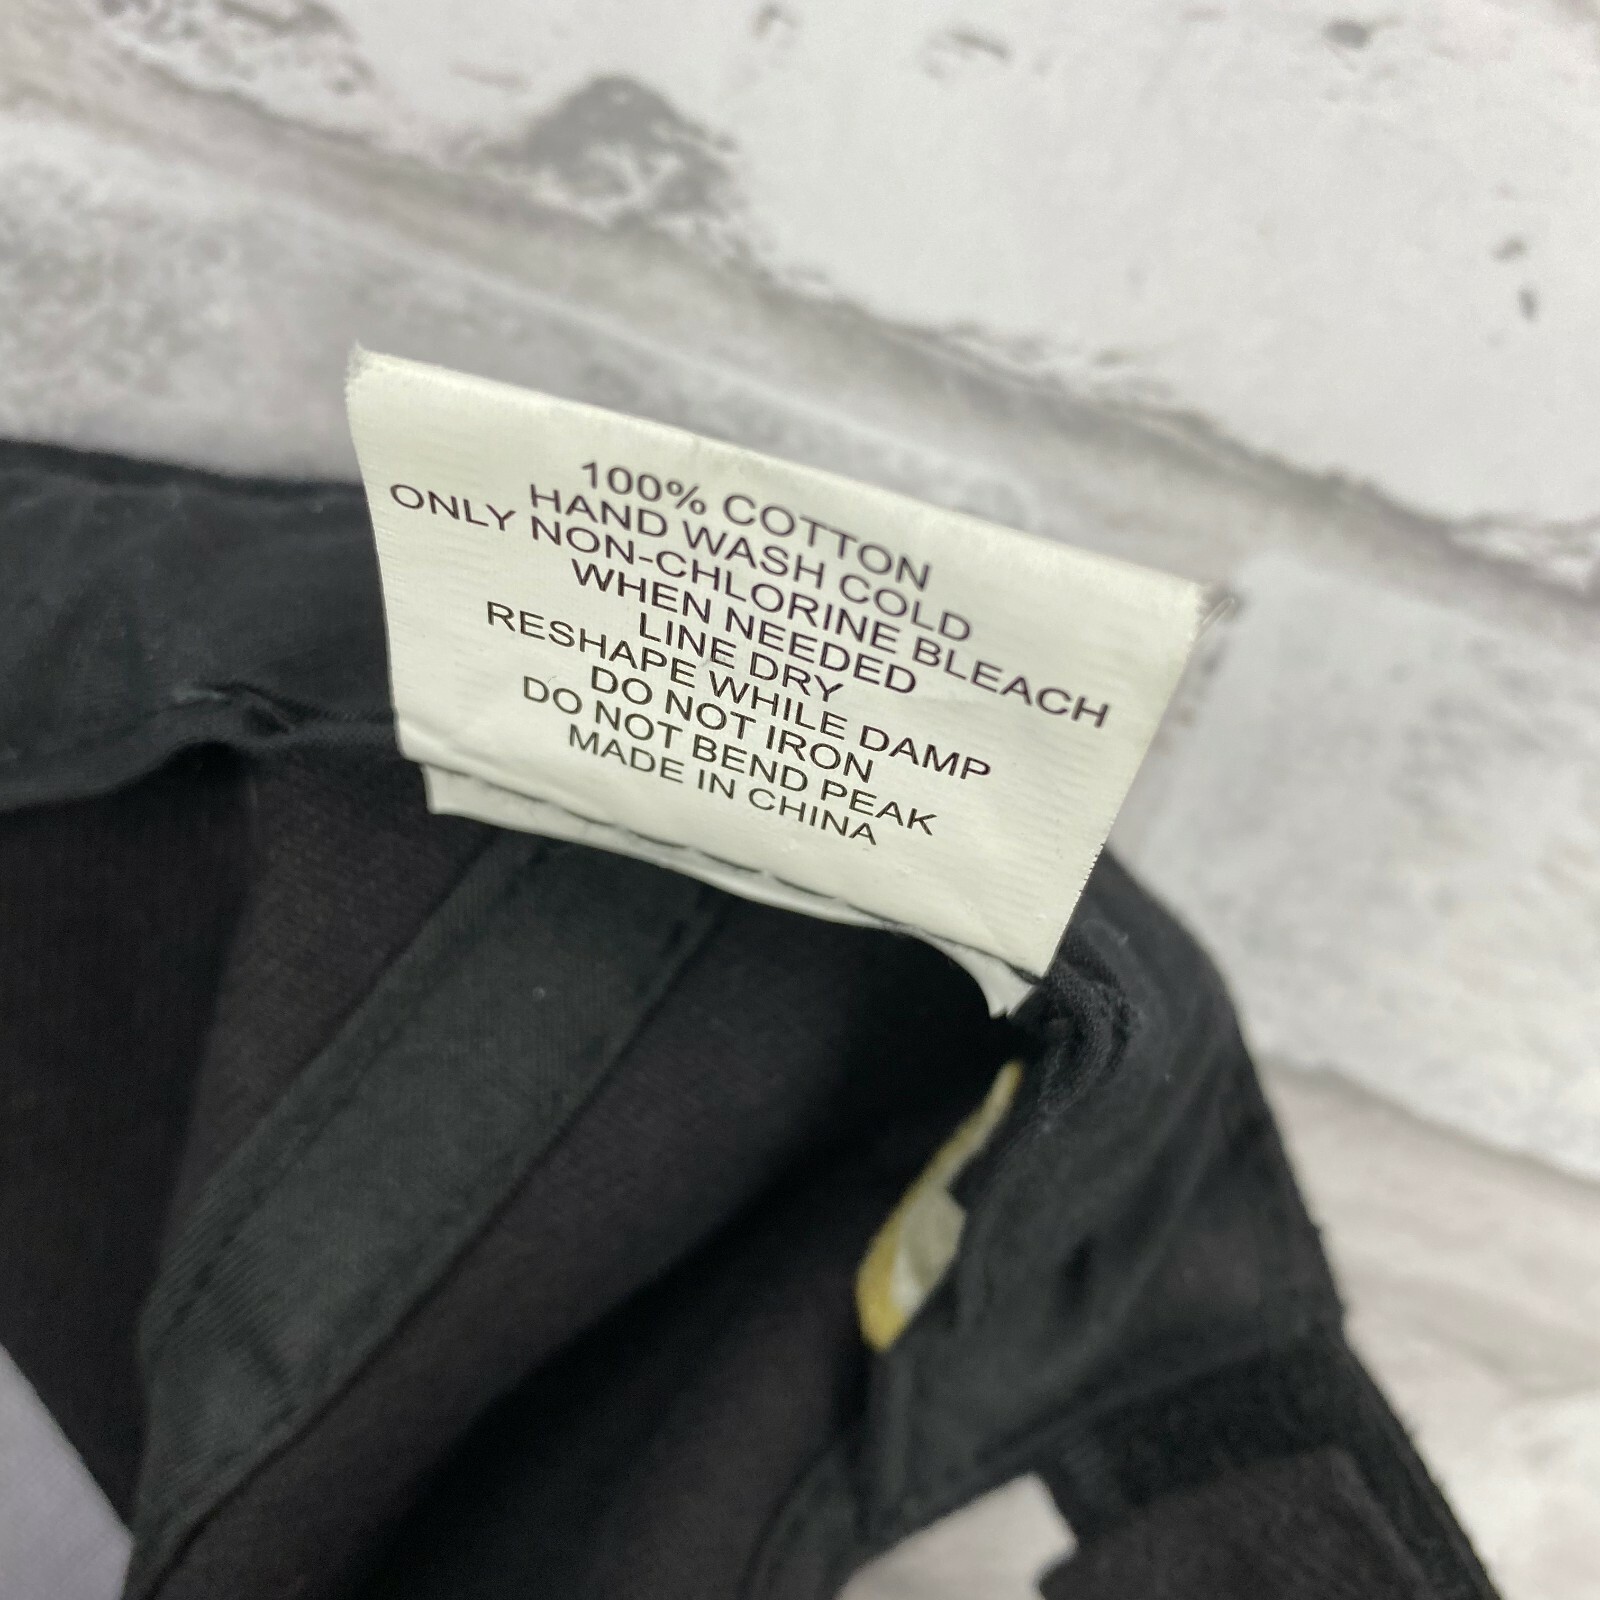 100% COTTON
HAND WASH COLD
ONLY NON-CHLORINE BLEACH
WHEN NEEDED
LINE DRY
RESHAPE WHILE DAMP
DO NOT IRON
DO NOT BEND PEAK
MADE IN CHINA